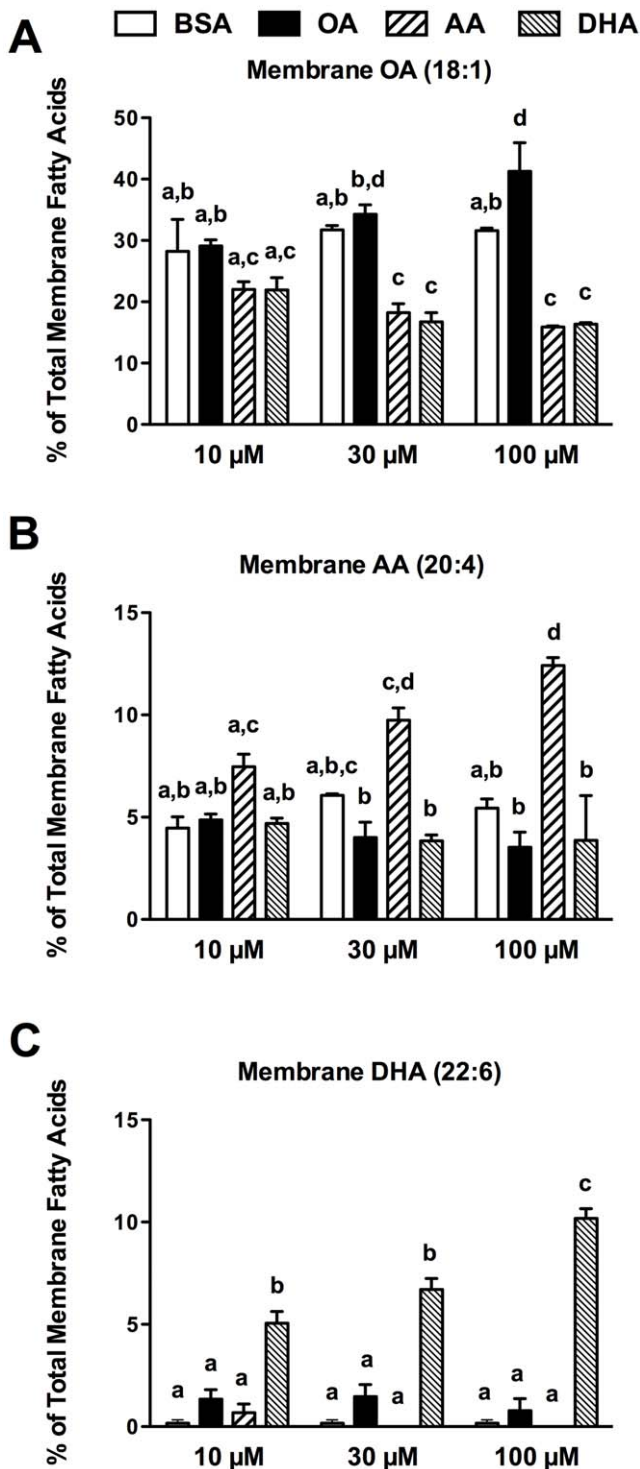 BSA OA AA DHA
A
Membrane OA (18:1)
% of Total Membrane Fatty Acids
50
40
30
20
10
0
a,b a,b a,c a,c a,b b,d c c a,b d c c
10 µM 30 µM 100 µM
B
Membrane AA (20:4)
% of Total Membrane Fatty Acids
15
10
5
0
a,b a,b a,c a,b a,b,c b c,d b a,b b d b
10 µM 30 µM 100 µM
C
Membrane DHA (22:6)
% of Total Membrane Fatty Acids
15
10
5
0
a a a b a a a b a a a c
10 µM 30 µM 100 µM